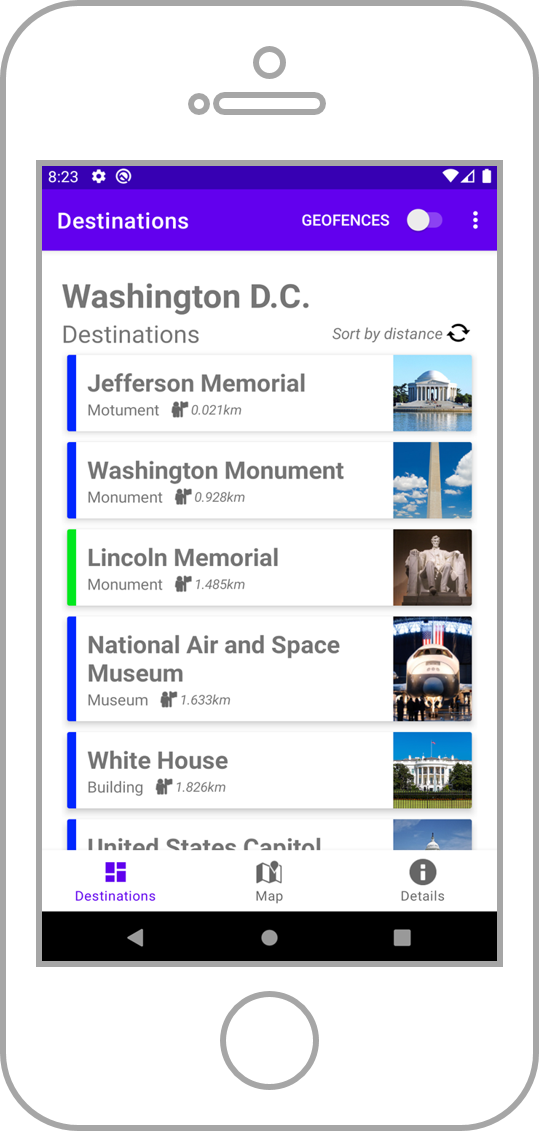 8:23
Destinations GEOFENCES
Washington D.C.
Destinations Sort by distance
Jefferson Memorial
Motument 0.021km
Washington Monument
Monument 0.928km
Lincoln Memorial
Monument 1.485km
National Air and Space
Museum
Museum 1.633km
White House
Building 1.826km
United States Capitol
Destinations Map Details